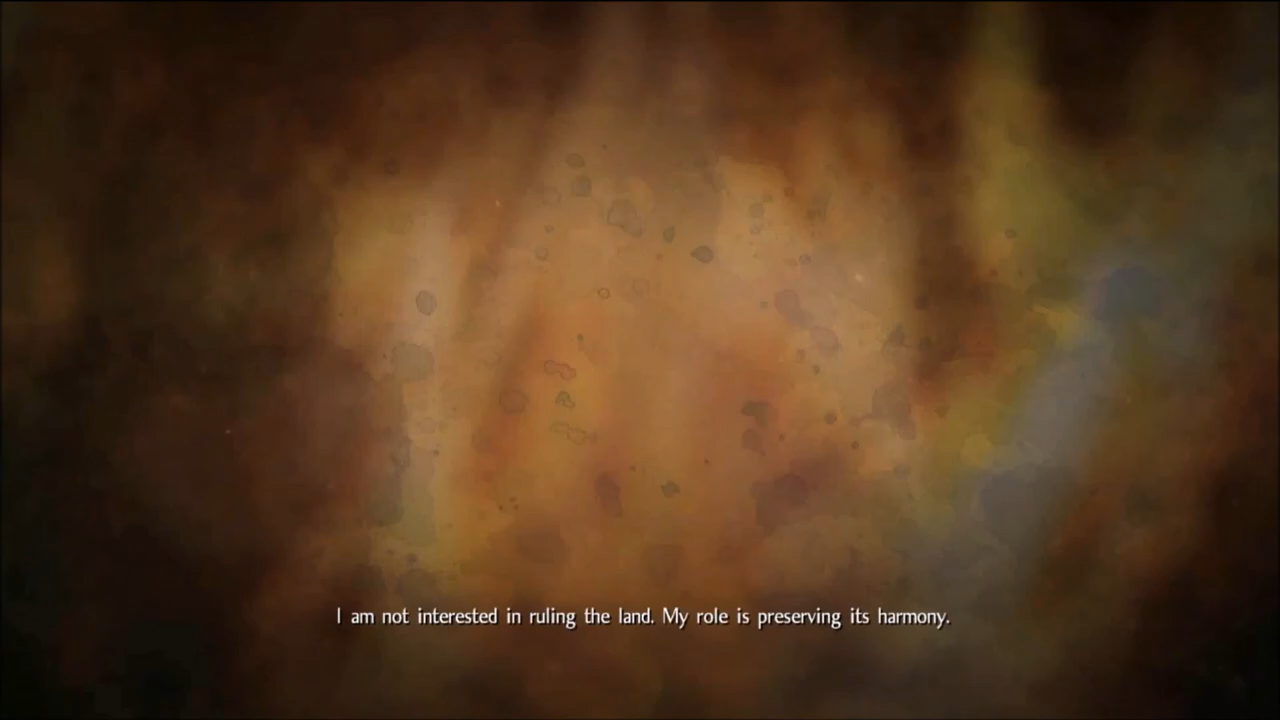 I am not interested in ruling the land. My role is preserving its harmony.